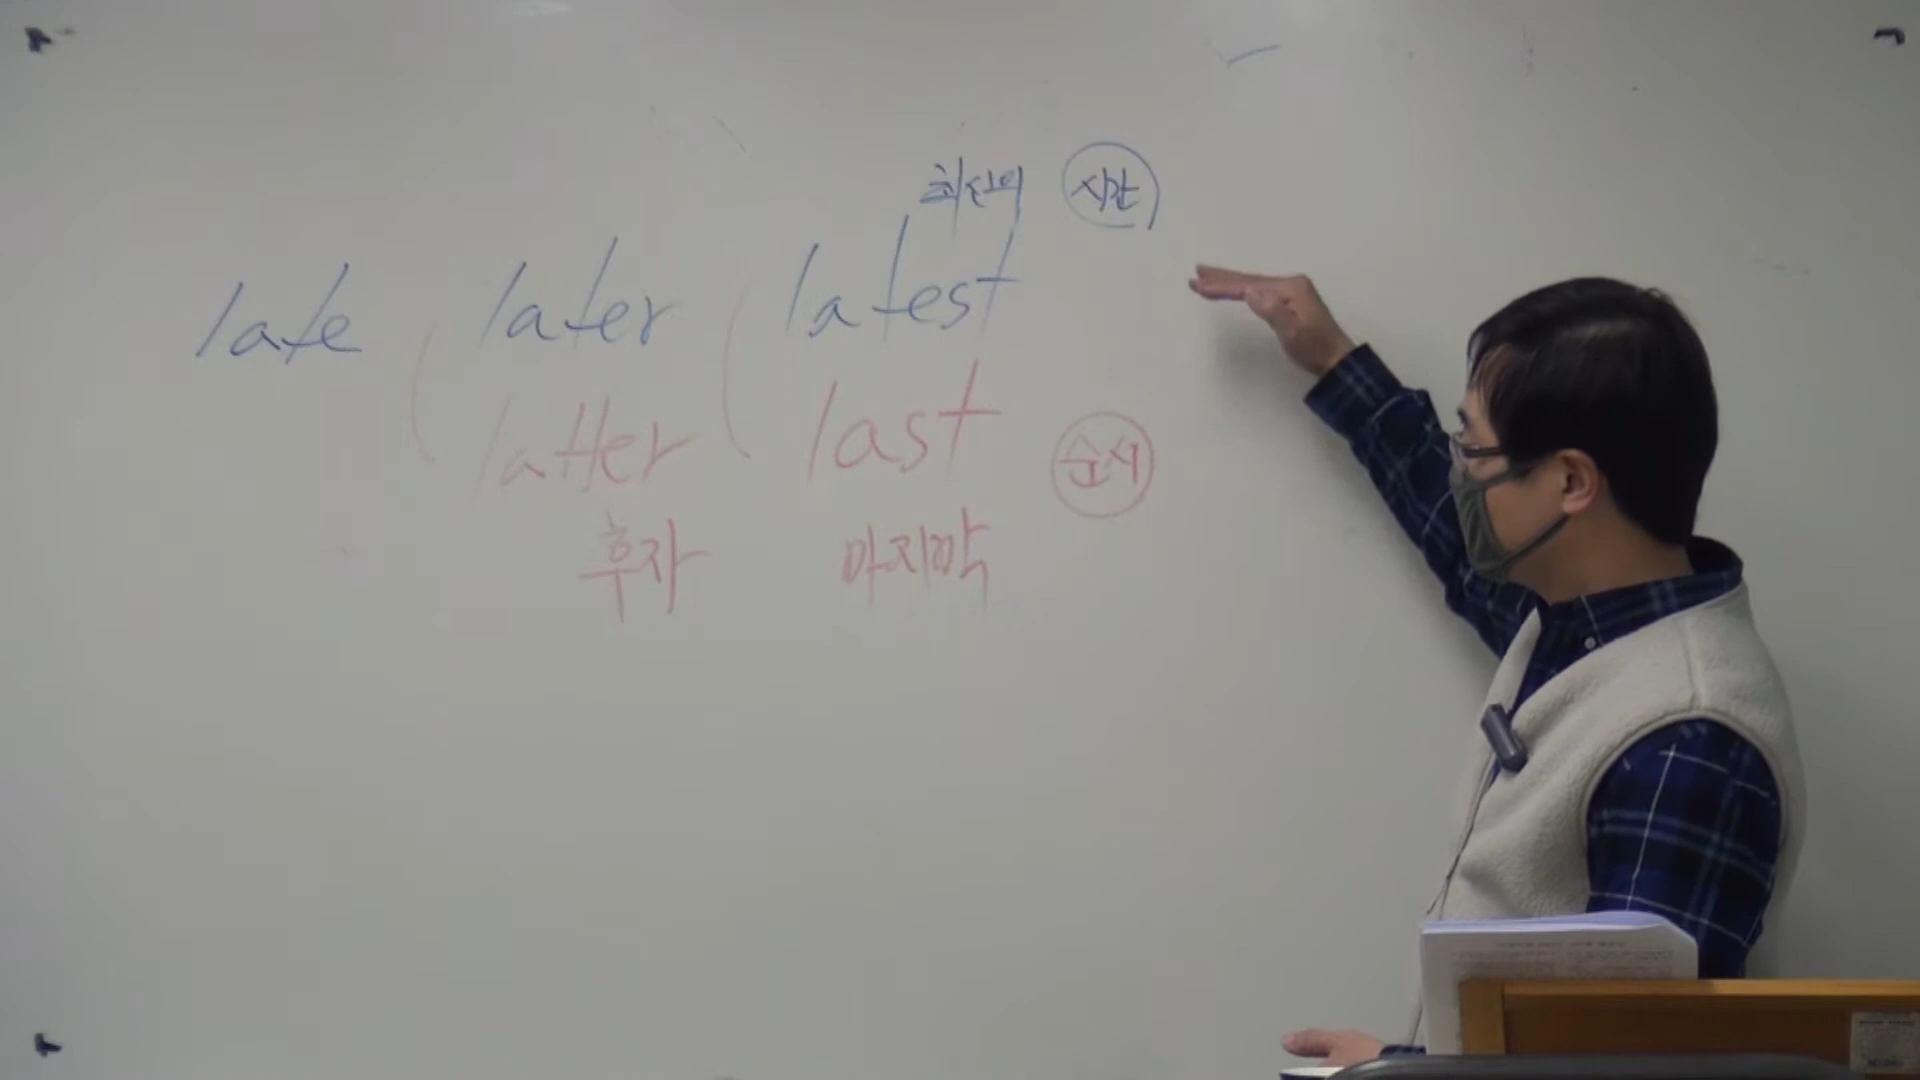 최신의 시간
late later latest
latter last 순서
후자 마지막